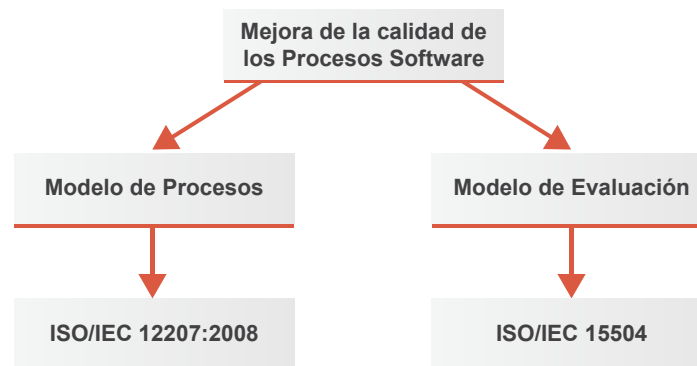 Mejora de la calidad de
los Procesos Software
Modelo de Procesos
Modelo de Evaluación
ISO/IEC 12207:2008
ISO/IEC 15504